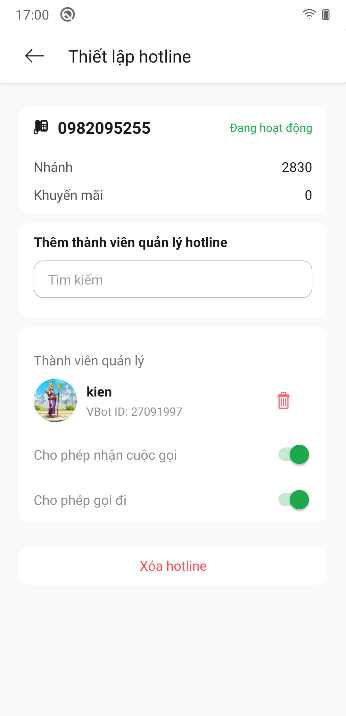 17:00
Thiết lập hotline
0982095255 Đang hoạt động
Nhánh 2830
Khuyến mãi 0
Thêm thành viên quản lý hotline
Tìm kiếm
Thành viên quản lý
kien
VBot ID: 27091997
Cho phép nhận cuộc gọi
Cho phép gọi đi
Xóa hotline